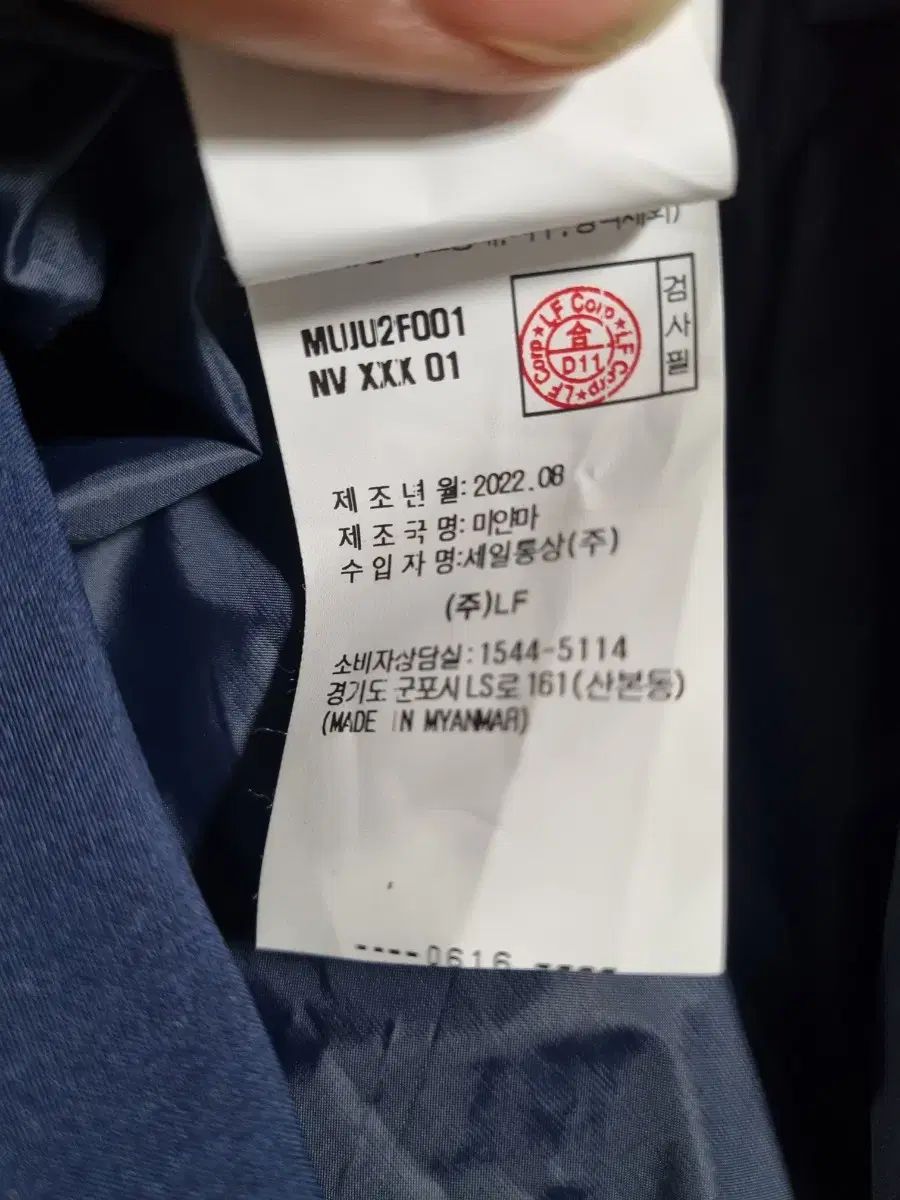 MUJU2F001
NV XXX 01
LF Corp★LF Corp★LF Corp★
合
D11
검사필
제 조 년 월: 2022.08
제 조 국 명: 미얀마
수 입 자 명:세일통상(주)
(주)LF
소비자상담실:1544-5114
경기도 군포시 LS로 161(산본동)
(MADE IN MYANMAR)
0616